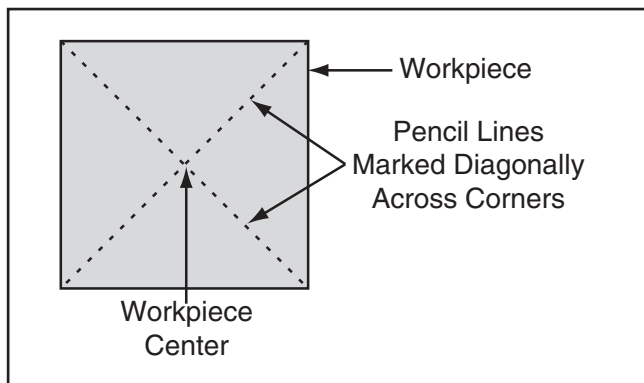 Workpiece
Pencil Lines
Marked Diagonally
Across Corners
Workpiece
Center